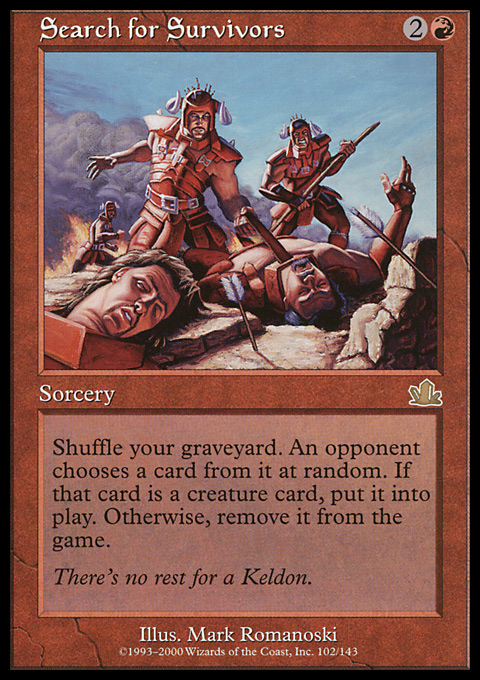 Search for Survivors 2
Sorcery
Shuffle your graveyard. An opponent
chooses a card from it at random. If
that card is a creature card, put it into
play. Otherwise, remove it from the
game.
There's no rest for a Keldon.
Illus. Mark Romanoski
©1993–2000 Wizards of the Coast, Inc. 102/143